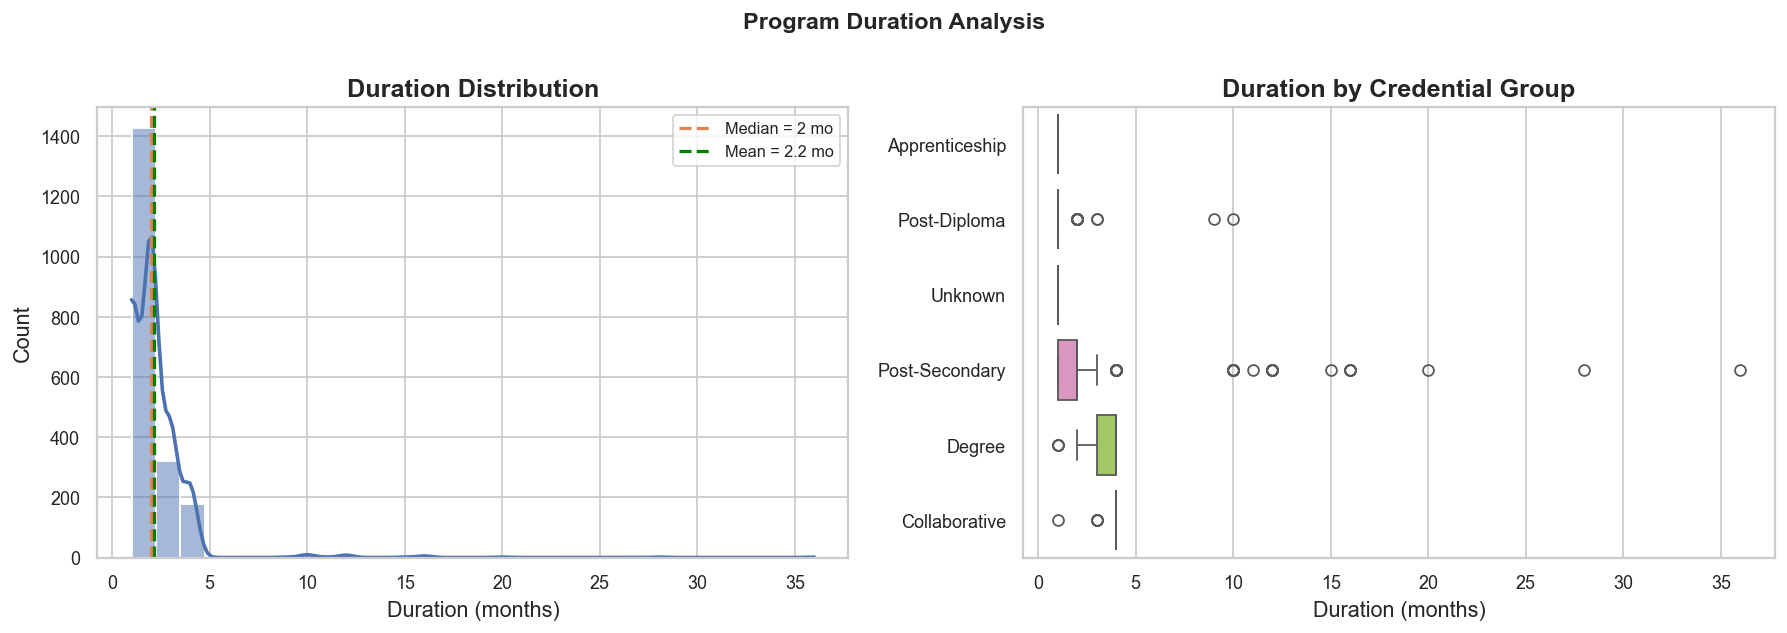 Program Duration Analysis
Duration Distribution
Median = 2 mo
Mean = 2.2 mo
Count
1400
1200
1000
800
600
400
200
0
0 5 10 15 20 25 30 35
Duration (months)
Duration by Credential Group
Apprenticeship
Post-Diploma
Unknown
Post-Secondary
Degree
Collaborative
0 5 10 15 20 25 30 35
Duration (months)